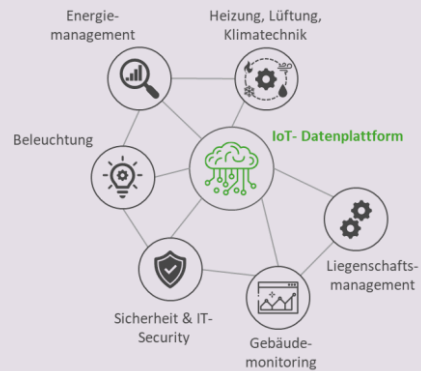 Energie-
management
Heizung, Lüftung,
Klimatechnik
Beleuchtung
IoT- Datenplattform
Liegenschafts-
management
Sicherheit & IT-
Security
Gebäude-
monitoring